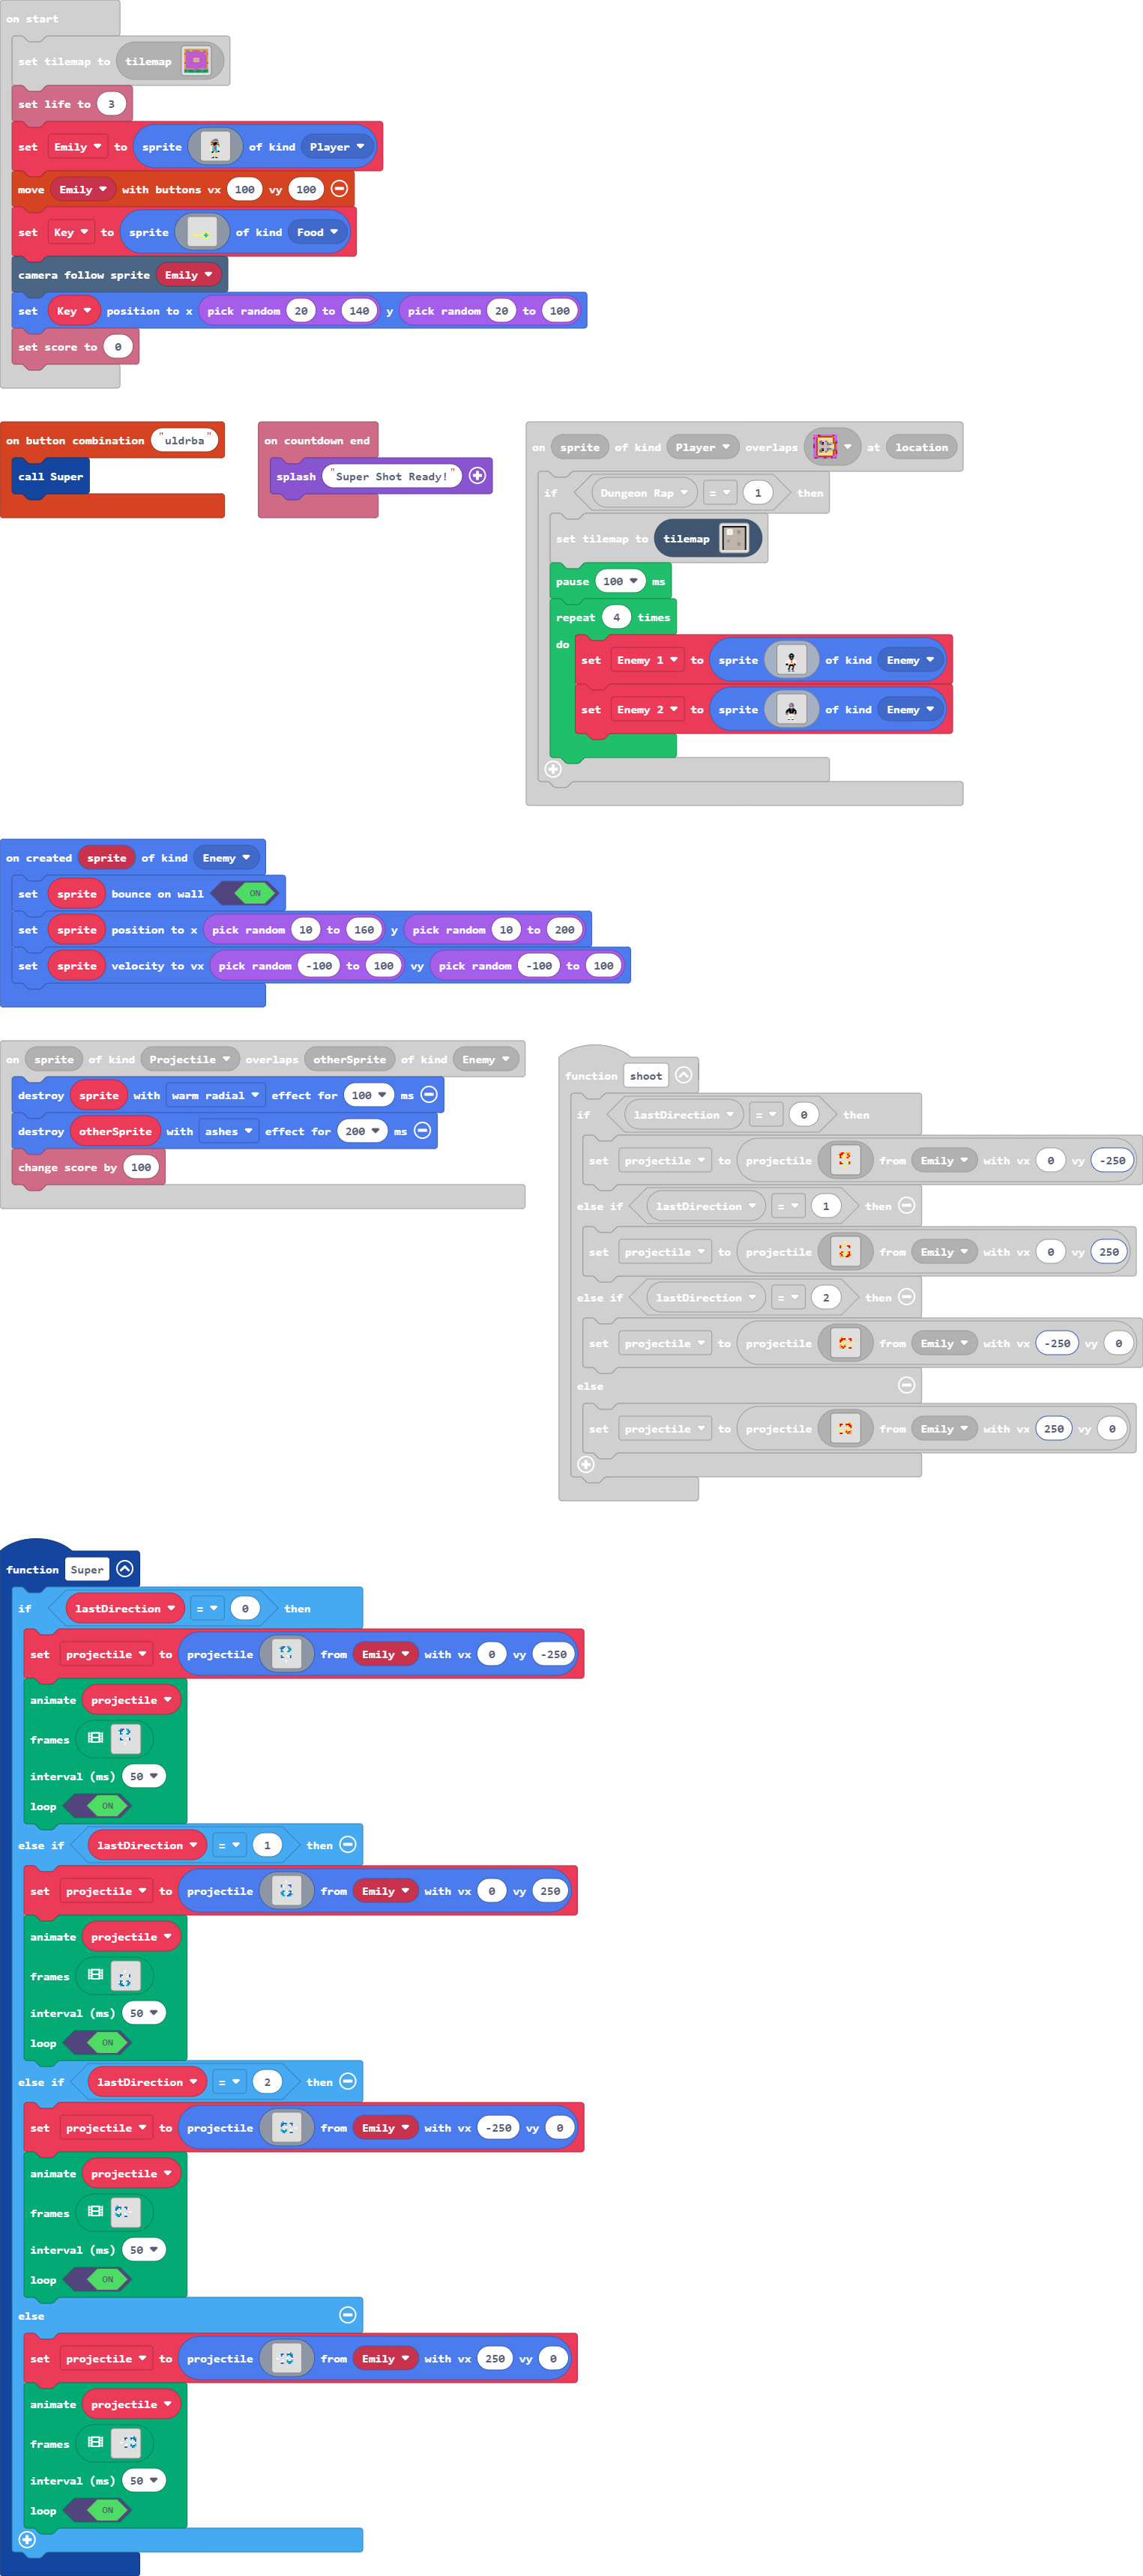 on start
set tilemap to tilemap
set life to 3
set Emily to sprite of kind Player
move Emily with buttons vx 100 vy 100
set Key to sprite of kind Food
camera follow sprite Emily
set Key position to x pick random 20 to 140 y pick random 20 to 100
set score to 0
on button combination "uldrba"
call Super
on countdown end
splash "Super Shot Ready!"
on sprite of kind Player overlaps at location
if Dungeon Rap = 1 then
set tilemap to tilemap
pause 100 ms
repeat 4 times
do
set Enemy 1 to sprite of kind Enemy
set Enemy 2 to sprite of kind Enemy
on created sprite of kind Enemy
set sprite bounce on wall ON
set sprite position to x pick random 10 to 160 y pick random 10 to 200
set sprite velocity to vx pick random -100 to 100 vy pick random -100 to 100
on sprite of kind Projectile overlaps otherSprite of kind Enemy
destroy sprite with warm radial effect for 100 ms
destroy otherSprite with ashes effect for 200 ms
change score by 100
function shoot
if lastDirection = 0 then
set projectile to projectile from Emily with vx 0 vy -250
else if lastDirection = 1 then
set projectile to projectile from Emily with vx 0 vy 250
else if lastDirection = 2 then
set projectile to projectile from Emily with vx -250 vy 0
else
set projectile to projectile from Emily with vx 250 vy 0
function Super
if lastDirection = 0 then
set projectile to projectile from Emily with vx 0 vy -250
animate projectile
frames
interval (ms) 50
loop ON
else if lastDirection = 1 then
set projectile to projectile from Emily with vx 0 vy 250
animate projectile
frames
interval (ms) 50
loop ON
else if lastDirection = 2 then
set projectile to projectile from Emily with vx -250 vy 0
animate projectile
frames
interval (ms) 50
loop ON
else
set projectile to projectile from Emily with vx 250 vy 0
animate projectile
frames
interval (ms) 50
loop ON